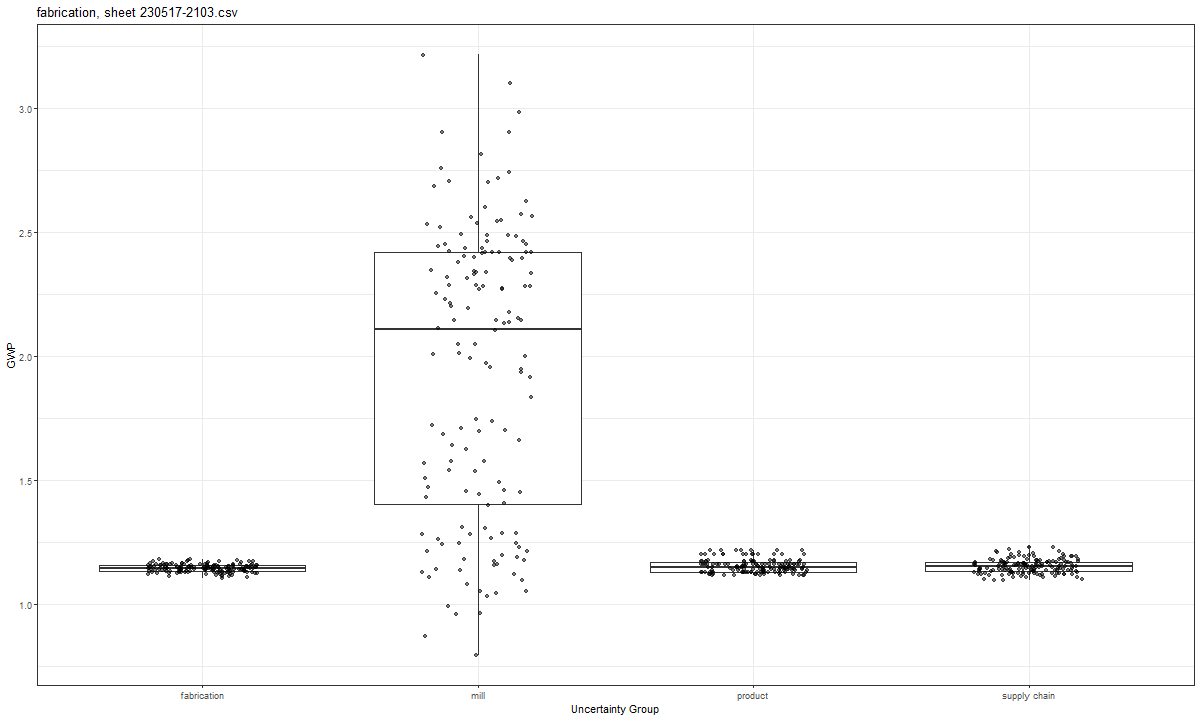 fabrication, sheet 230517-2103.csv
GWP
3.0
2.5
2.0
1.5
1.0
fabrication
mill
product
supply chain
Uncertainty Group